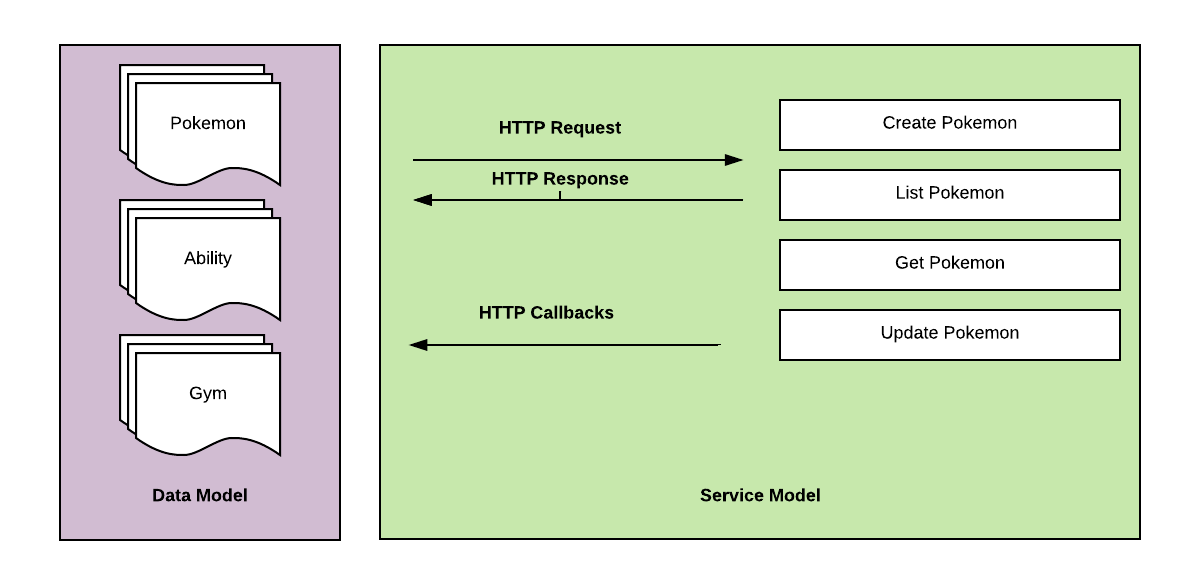 Pokemon
Ability
Gym
Data Model
HTTP Request
HTTP Response
HTTP Callbacks
Create Pokemon
List Pokemon
Get Pokemon
Update Pokemon
Service Model